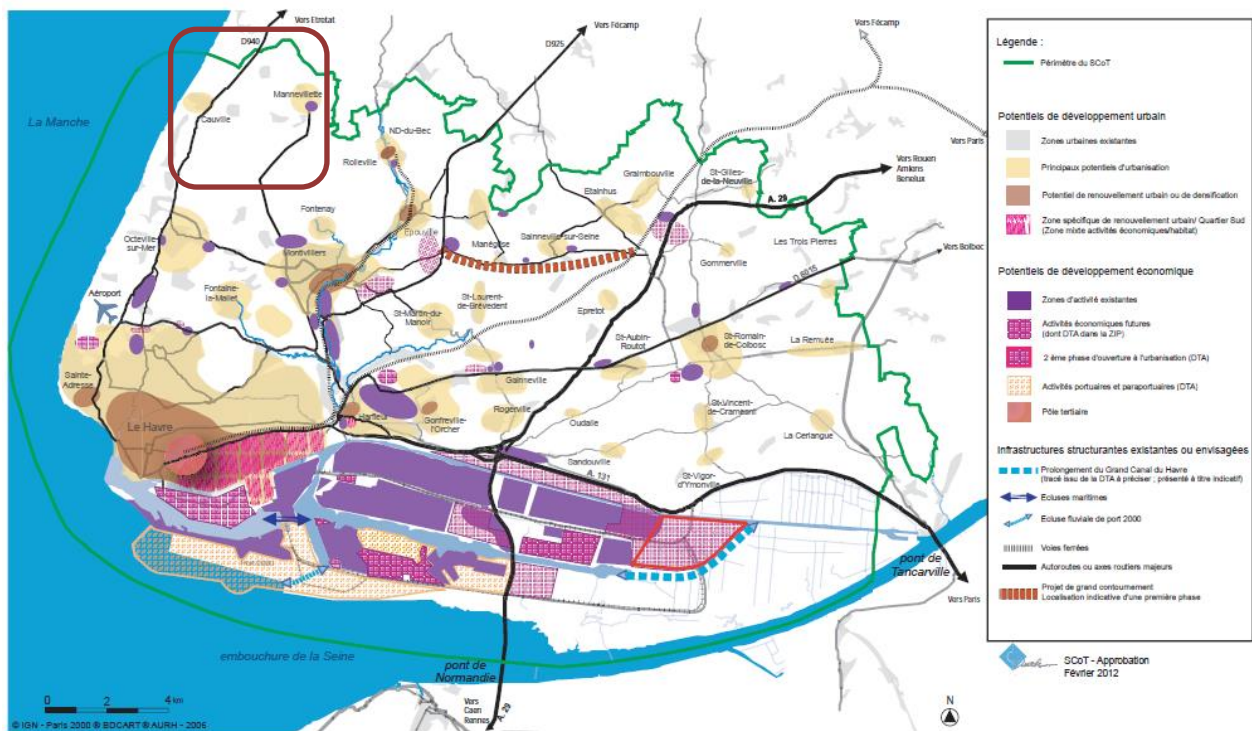 Vers Etretat
D940
Vers Fécamp
D925
Vers Fécamp
La Manche
Mannevillette
Cauville
ND-du-Bec
Rolleville
Vers Paris
Vers Rouen
Amiens
Benelux
St-Gilles-
de-la-Neuville
Graimbouville
Etainhus
A. 29
Fontenay
Octeville-
sur-Mer
Epouville
Manéglise
Sainneville-sur-Seine
Les Trois Pierres
Vers Bolbec
Montivilliers
Gommerville
D 6015
Aéroport
Fontaine-
la-Mallet
St-Laurent-
de-Brèvedent
St-Martin-du-
Manoir
Epretot
St-Aubin-
Routot
St-Romain-
de-Colbosc
La Remuée
Sainte-
Adresse
Gainneville
Le Havre
Harfleur
Gonfreville-
l'Orcher
Rogerville
Oudalle
St-Vincent-
de-Cramesnil
La Cerlangue
Sandouville
A. 131
St-Vigor-
d'Ymonville
Port 2000
pont de
Tancarville
Vers Paris
embouchure de la Seine
pont de
Normandie
A. 29
Vers
Caen
Rennes
0 2 4 km
N
© IGN - Paris 2000 ® BDCART ® AURH - 2006
Légende :
Périmètre du SCoT
Potentiels de développement urbain
Zones urbaines existantes
Principaux potentiels d'urbanisation
Potentiel de renouvellement urbain ou de densification
Zone spécifique de renouvellement urbain/ Quartier Sud
(Zone mixte activités économiques/habitat)
Potentiels de développement économique
Zones d'activité existantes
Activités économiques futures
(dont DTA dans la ZIP)
2 ème phase d'ouverture à l'urbanisation (DTA)
Activités portuaires et paraportuaires (DTA)
Pôle tertiaire
Infrastructures structurantes existantes ou envisagées
Prolongement du Grand Canal du Havre
(tracé issu de la DTA à préciser ; présenté à titre indicatif)
Ecluses maritimes
Ecluse fluviale de port 2000
Voies ferrées
Autoroutes ou axes routiers majeurs
Projet de grand contournement
Localisation indicative d'une première phase
SCoT - Approbation
Février 2012